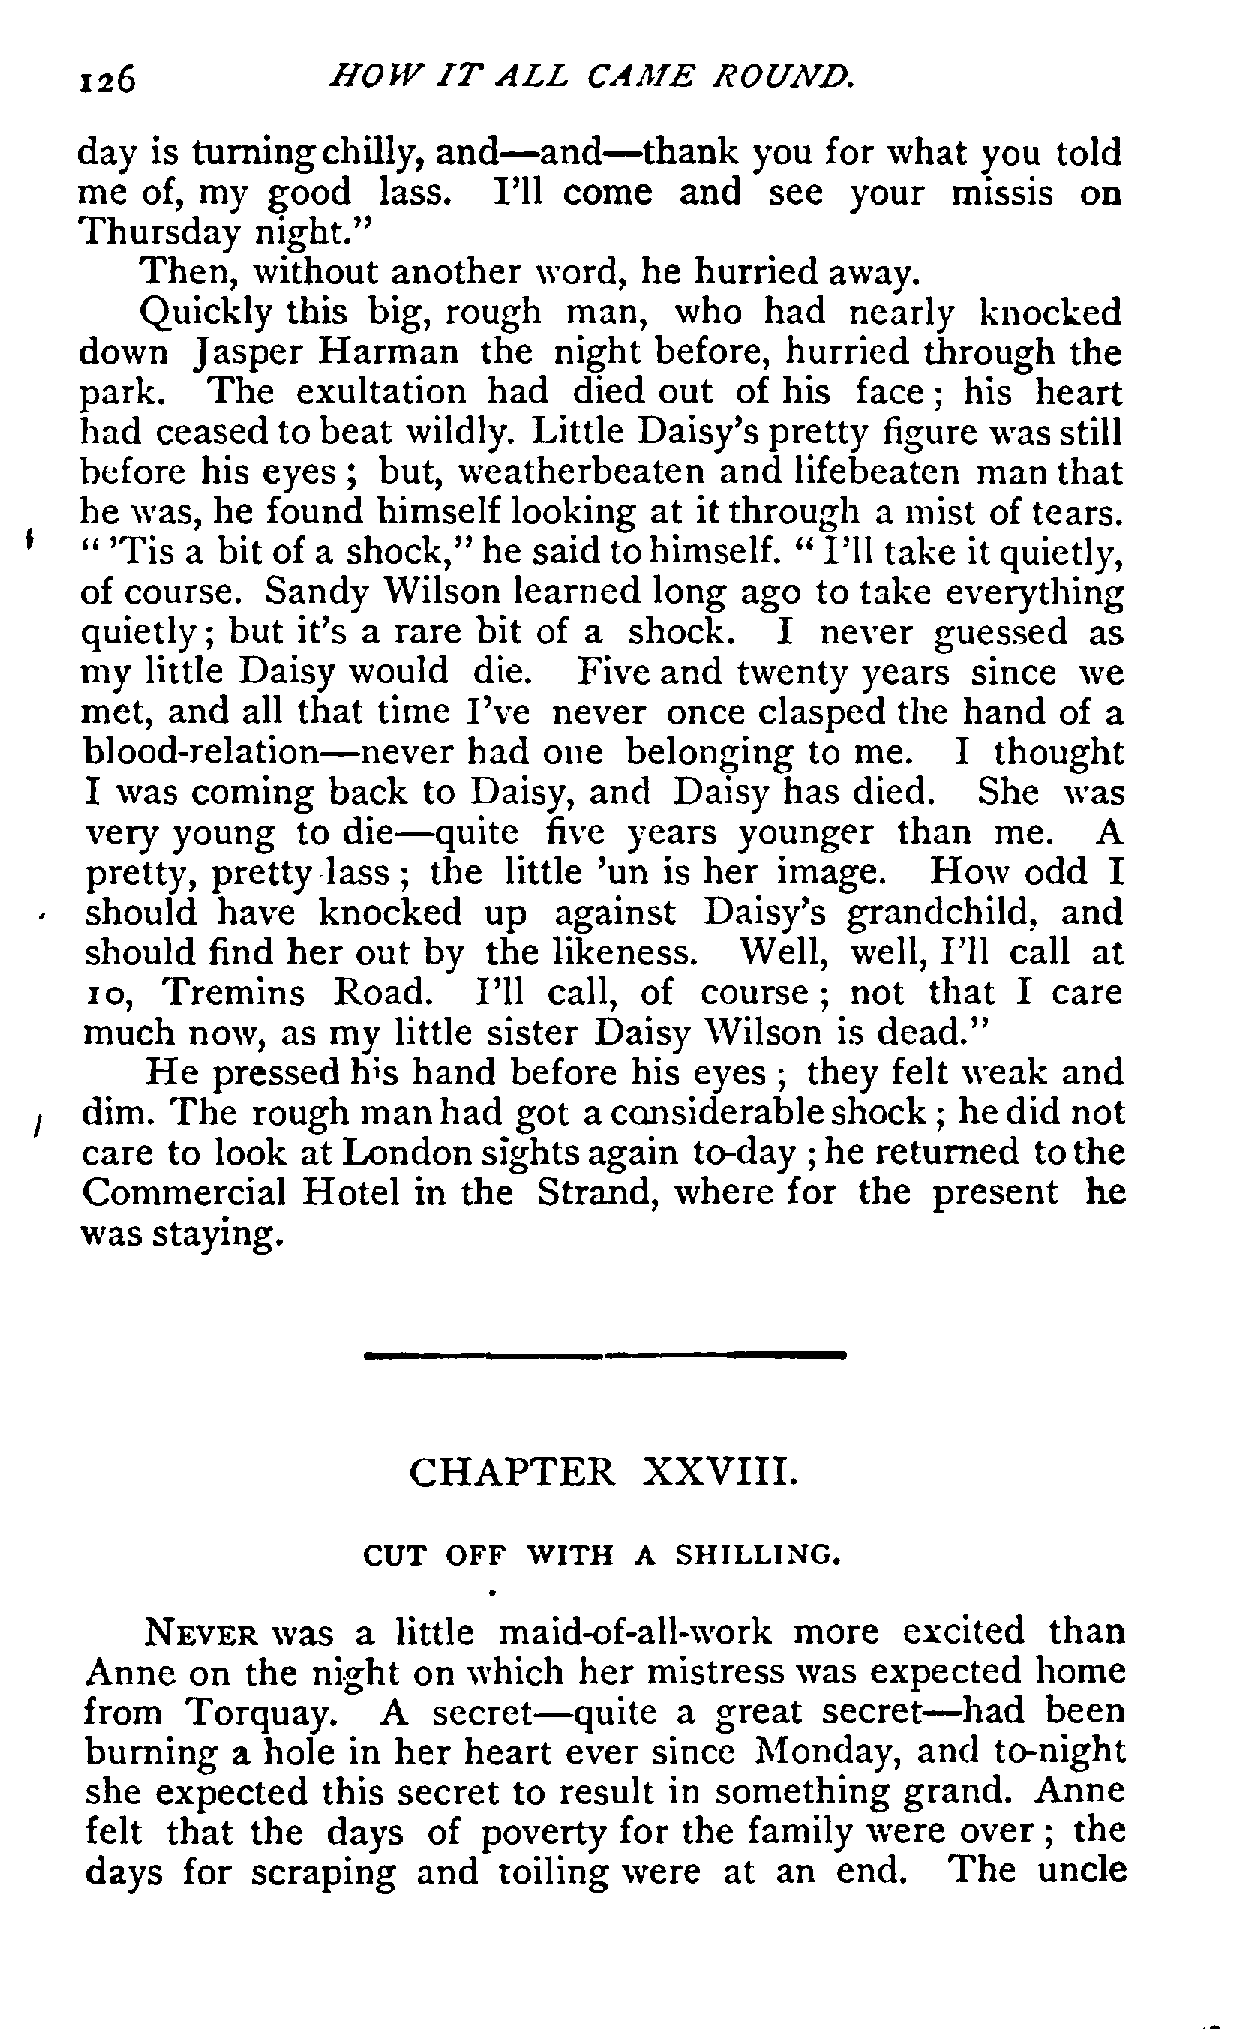 126 HOW IT ALL CAME ROUND.
day is turning chilly, and—and—thank you for what you told
me of, my good lass. I'll come and see your missis on
Thursday night."
Then, without another word, he hurried away.
Quickly this big, rough man, who had nearly knocked
down Jasper Harman the night before, hurried through the
park. The exultation had died out of his face; his heart
had ceased to beat wildly. Little Daisy's pretty figure was still
before his eyes; but, weatherbeaten and lifebeaten man that
he was, he found himself looking at it through a mist of tears.
"'Tis a bit of a shock," he said to himself. "I'll take it quietly,
of course. Sandy Wilson learned long ago to take everything
quietly; but it's a rare bit of a shock. I never guessed as
my little Daisy would die. Five and twenty years since we
met, and all that time I've never once clasped the hand of a
blood-relation—never had one belonging to me. I thought
I was coming back to Daisy, and Daisy has died. She was
very young to die—quite five years younger than me. A
pretty, pretty lass; the little 'un is her image. How odd I
should have knocked up against Daisy's grandchild, and
should find her out by the likeness. Well, well, I'll call at
10, Tremins Road. I'll call, of course; not that I care
much now, as my little sister Daisy Wilson is dead."
He pressed his hand before his eyes; they felt weak and
dim. The rough man had got a considerable shock; he did not
care to look at London sights again to-day; he returned to the
Commercial Hotel in the Strand, where for the present he
was staying.
CHAPTER XXVIII.
CUT OFF WITH A SHILLING.
NEVER was a little maid-of-all-work more excited than
Anne on the night on which her mistress was expected home
from Torquay. A secret—quite a great secret—had been
burning a hole in her heart ever since Monday, and to-night
she expected this secret to result in something grand. Anne
felt that the days of poverty for the family were over; the
days for scraping and toiling were at an end. The uncle